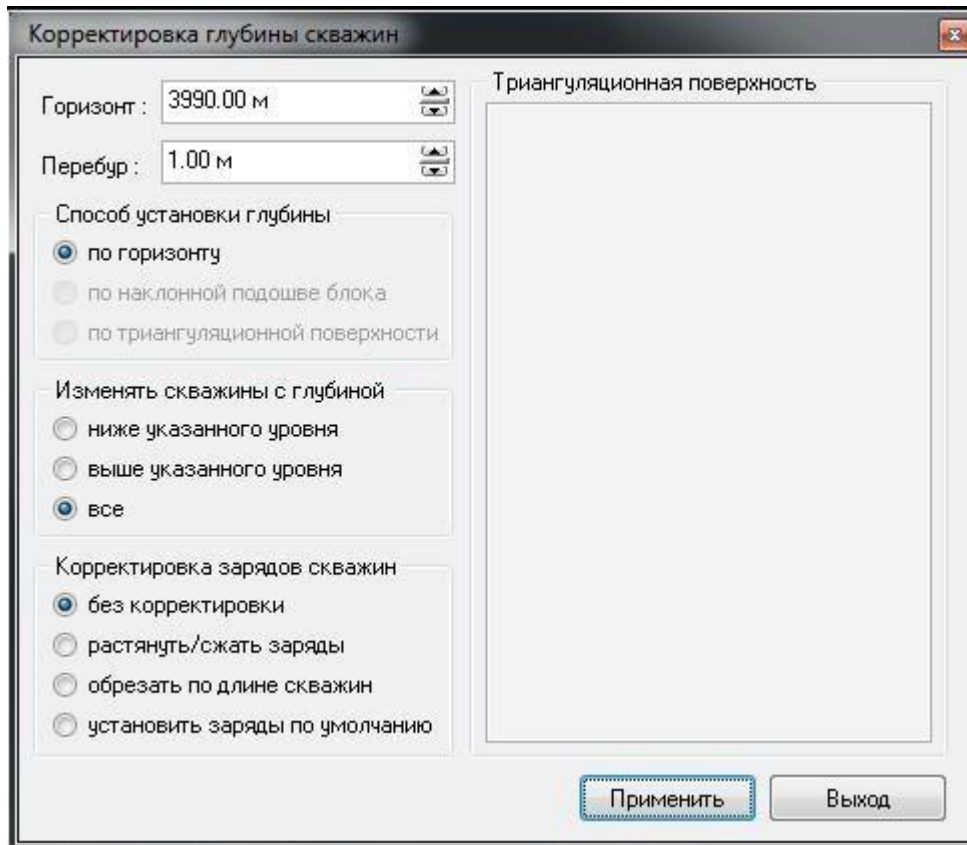 Корректировка глубины скважин
Горизонт :
3990.00 м
Перебур :
1.00 м
Способ установки глубины
по горизонту
по наклонной подошве блока
по триангуляционной поверхности
Изменять скважины с глубиной
ниже указанного уровня
выше указанного уровня
все
Корректировка зарядов скважин
без корректировки
растянуть/сжать заряды
обрезать по длине скважин
установить заряды по умолчанию
Триангуляционная поверхность
Применить
Выход